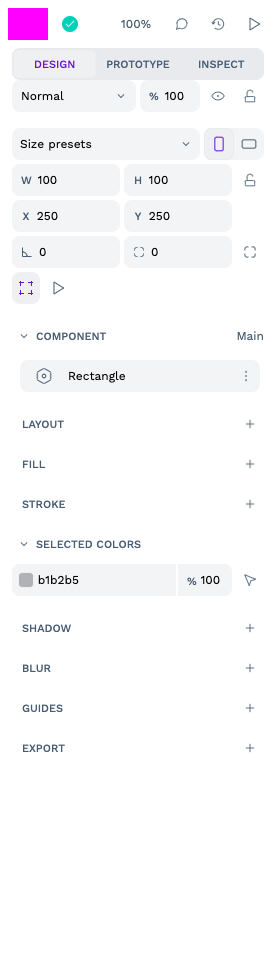 100%
DESIGN PROTOTYPE INSPECT
Normal % 100
Size presets
W 100 H 100
X 250 Y 250
0 0
COMPONENT Main
Rectangle
LAYOUT
FILL
STROKE
SELECTED COLORS
b1b2b5 % 100
SHADOW
BLUR
GUIDES
EXPORT